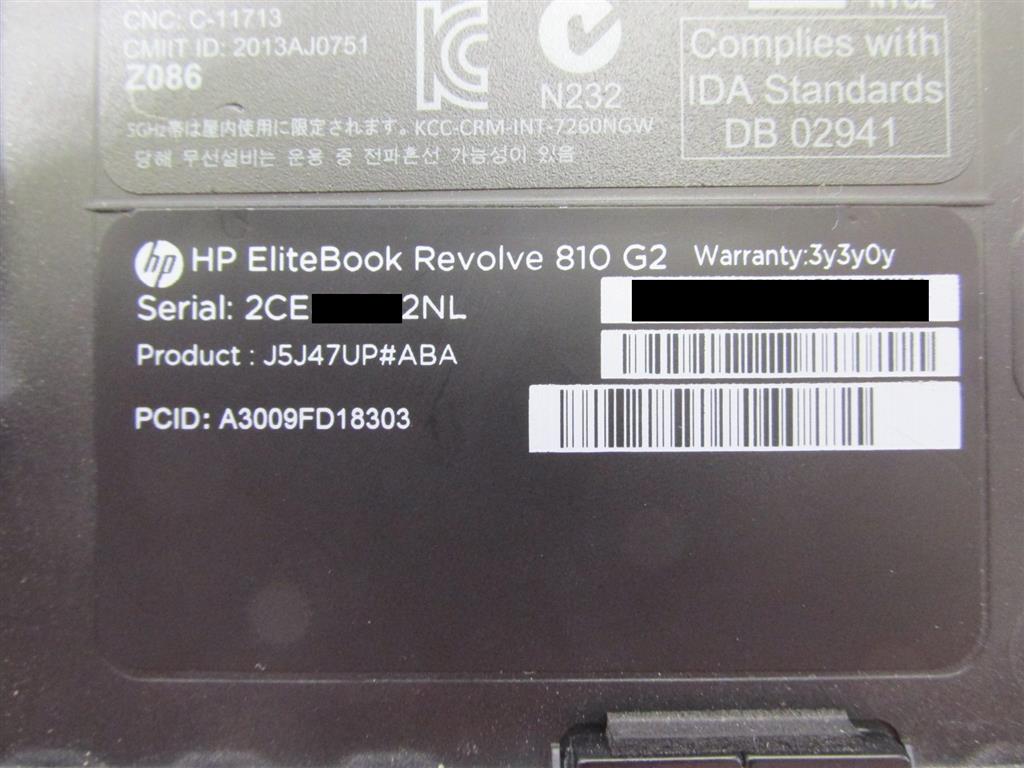 CNC: C-11713
CMIIT ID: 2013AJ0751
Z086
N232
Complies with
IDA Standards
DB 02941
5GHz帯は屋内使用に限定されます。KCC-CRM-INT-7260NGW
당해 무선설비는 운용 중 전파혼선 가능성이 있음
hp HP EliteBook Revolve 810 G2 Warranty:3y3y0y
Serial: 2CE 2NL
Product : J5J47UP#ABA
PCID: A3009FD18303